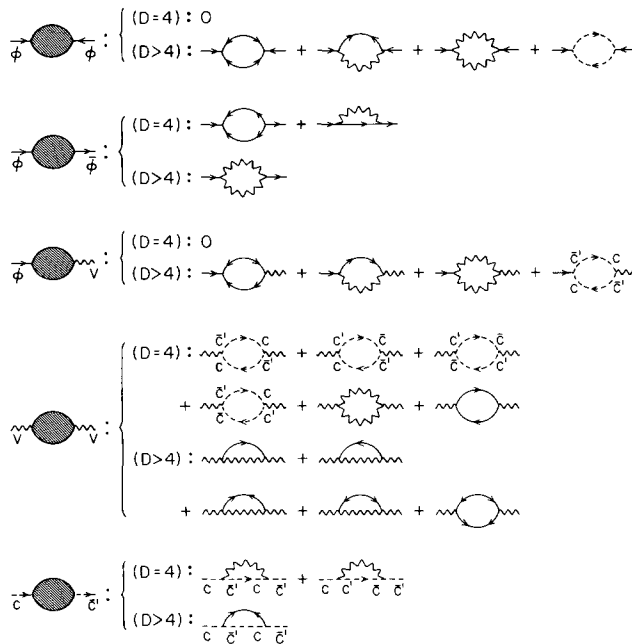 (D=4): 0
ϕ ϕ : (D>4): + + +
(D=4): +
ϕ ϕ̄ : (D>4):
(D=4): 0
ϕ V : (D>4): + + + c̄' c c c̄'
(D=4): c̄' c c c̄' + c' c̄ c c̄' + c' c̄ c̄ c'
+ c̄' c c̄ c' + +
V V : (D>4): +
+ + +
(D=4): c c̄' c c̄' + c c' c̄ c̄'
c c̄' : (D>4): c c̄' c c̄'